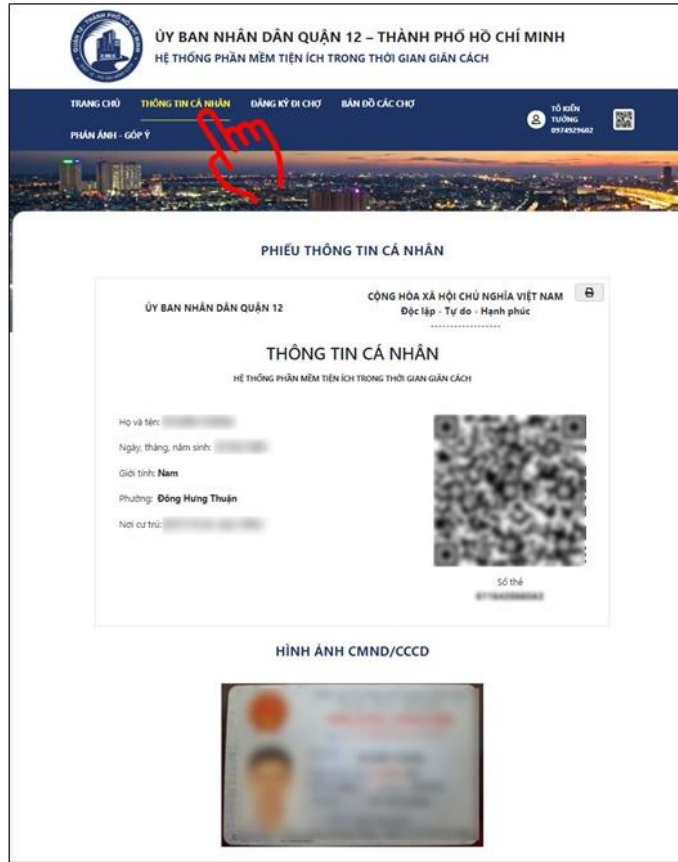 ỦY BAN NHÂN DÂN QUẬN 12 – THÀNH PHỐ HỒ CHÍ MINH
HỆ THỐNG PHẦN MỀM TIỆN ÍCH TRONG THỜI GIAN GIÃN CÁCH
TRANG CHỦ THÔNG TIN CÁ NHÂN ĐĂNG KÝ ĐI CHỢ BẢN ĐỒ CÁC CHỢ
PHẢN ÁNH - GÓP Ý
TÔ KIẾN
TƯỜNG
0974929602
PHIẾU THÔNG TIN CÁ NHÂN
ỦY BAN NHÂN DÂN QUẬN 12
CỘNG HÒA XÃ HỘI CHỦ NGHĨA VIỆT NAM
Độc lập - Tự do - Hạnh phúc
THÔNG TIN CÁ NHÂN
HỆ THỐNG PHẦN MỀM TIỆN ÍCH TRONG THỜI GIAN GIÃN CÁCH
Họ và tên:
Ngày, tháng, năm sinh:
Giới tính: Nam
Phường: Đông Hưng Thuận
Nơi cư trú:
Số thẻ
HÌNH ẢNH CMND/CCCD